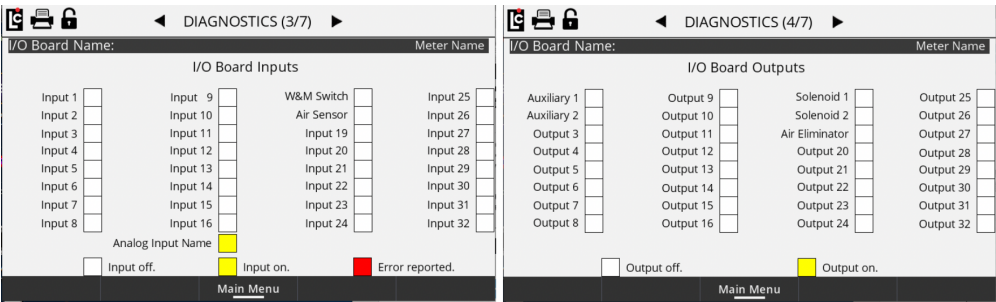 LC DIAGNOSTICS (3/7)
I/O Board Name: Meter Name
I/O Board Inputs
Input 1 Input 9 W&M Switch Input 25
Input 2 Input 10 Air Sensor Input 26
Input 3 Input 11 Input 19 Input 27
Input 4 Input 12 Input 20 Input 28
Input 5 Input 13 Input 21 Input 29
Input 6 Input 14 Input 22 Input 30
Input 7 Input 15 Input 23 Input 31
Input 8 Input 16 Input 24 Input 32
Analog Input Name
Input off. Input on. Error reported.
Main Menu
LC DIAGNOSTICS (4/7)
I/O Board Name: Meter Name
I/O Board Outputs
Auxiliary 1 Output 9 Solenoid 1 Output 25
Auxiliary 2 Output 10 Solenoid 2 Output 26
Output 3 Output 11 Air Eliminator Output 27
Output 4 Output 12 Output 20 Output 28
Output 5 Output 13 Output 21 Output 29
Output 6 Output 14 Output 22 Output 30
Output 7 Output 15 Output 23 Output 31
Output 8 Output 16 Output 24 Output 32
Output off. Output on.
Main Menu